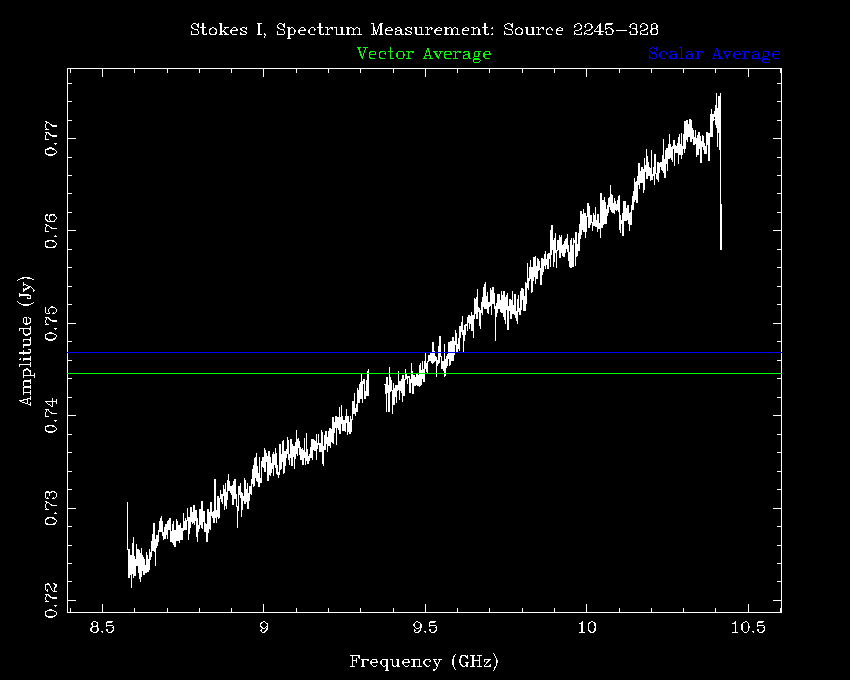 Stokes I, Spectrum Measurement: Source 2245−328
Vector Average Scalar Average
0.77
0.76
0.75
0.74
0.73
0.72
Amplitude (Jy)
8.5 9 9.5 10 10.5
Frequency (GHz)